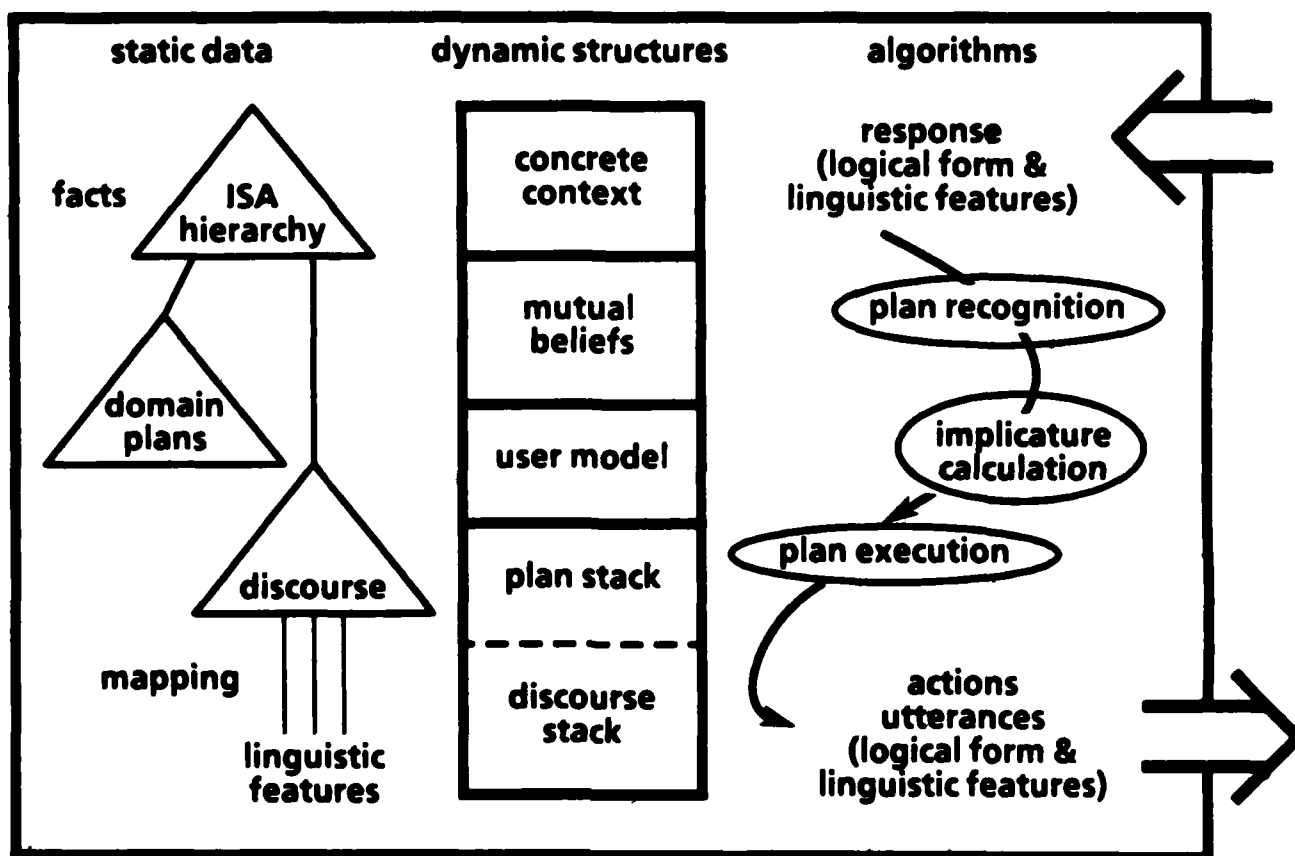 static data
facts
ISA
hierarchy
domain
plans
discourse
mapping
linguistic
features
dynamic structures
concrete
context
mutual
beliefs
user model
plan stack
discourse
stack
algorithms
response
(logical form &
linguistic features)
plan recognition
implicature
calculation
plan execution
actions
utterances
(logical form &
linguistic features)